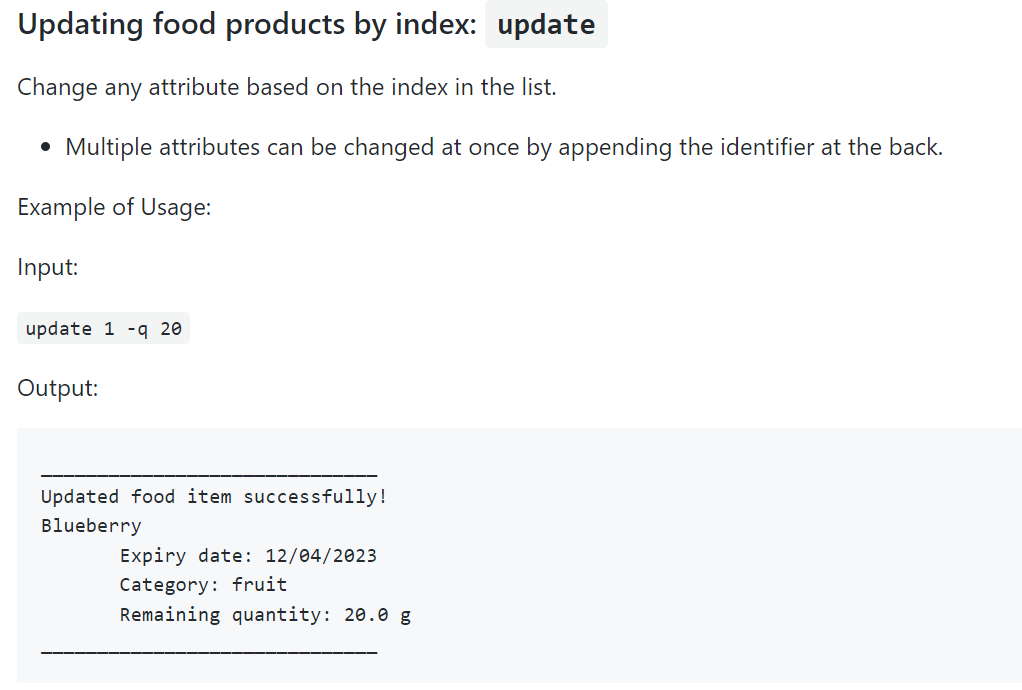 Updating food products by index: update
Change any attribute based on the index in the list.
• Multiple attributes can be changed at once by appending the identifier at the back.
Example of Usage:
Input:
update 1 -q 20
Output:
______________________________
Updated food item successfully!
Blueberry
Expiry date: 12/04/2023
Category: fruit
Remaining quantity: 20.0 g
______________________________